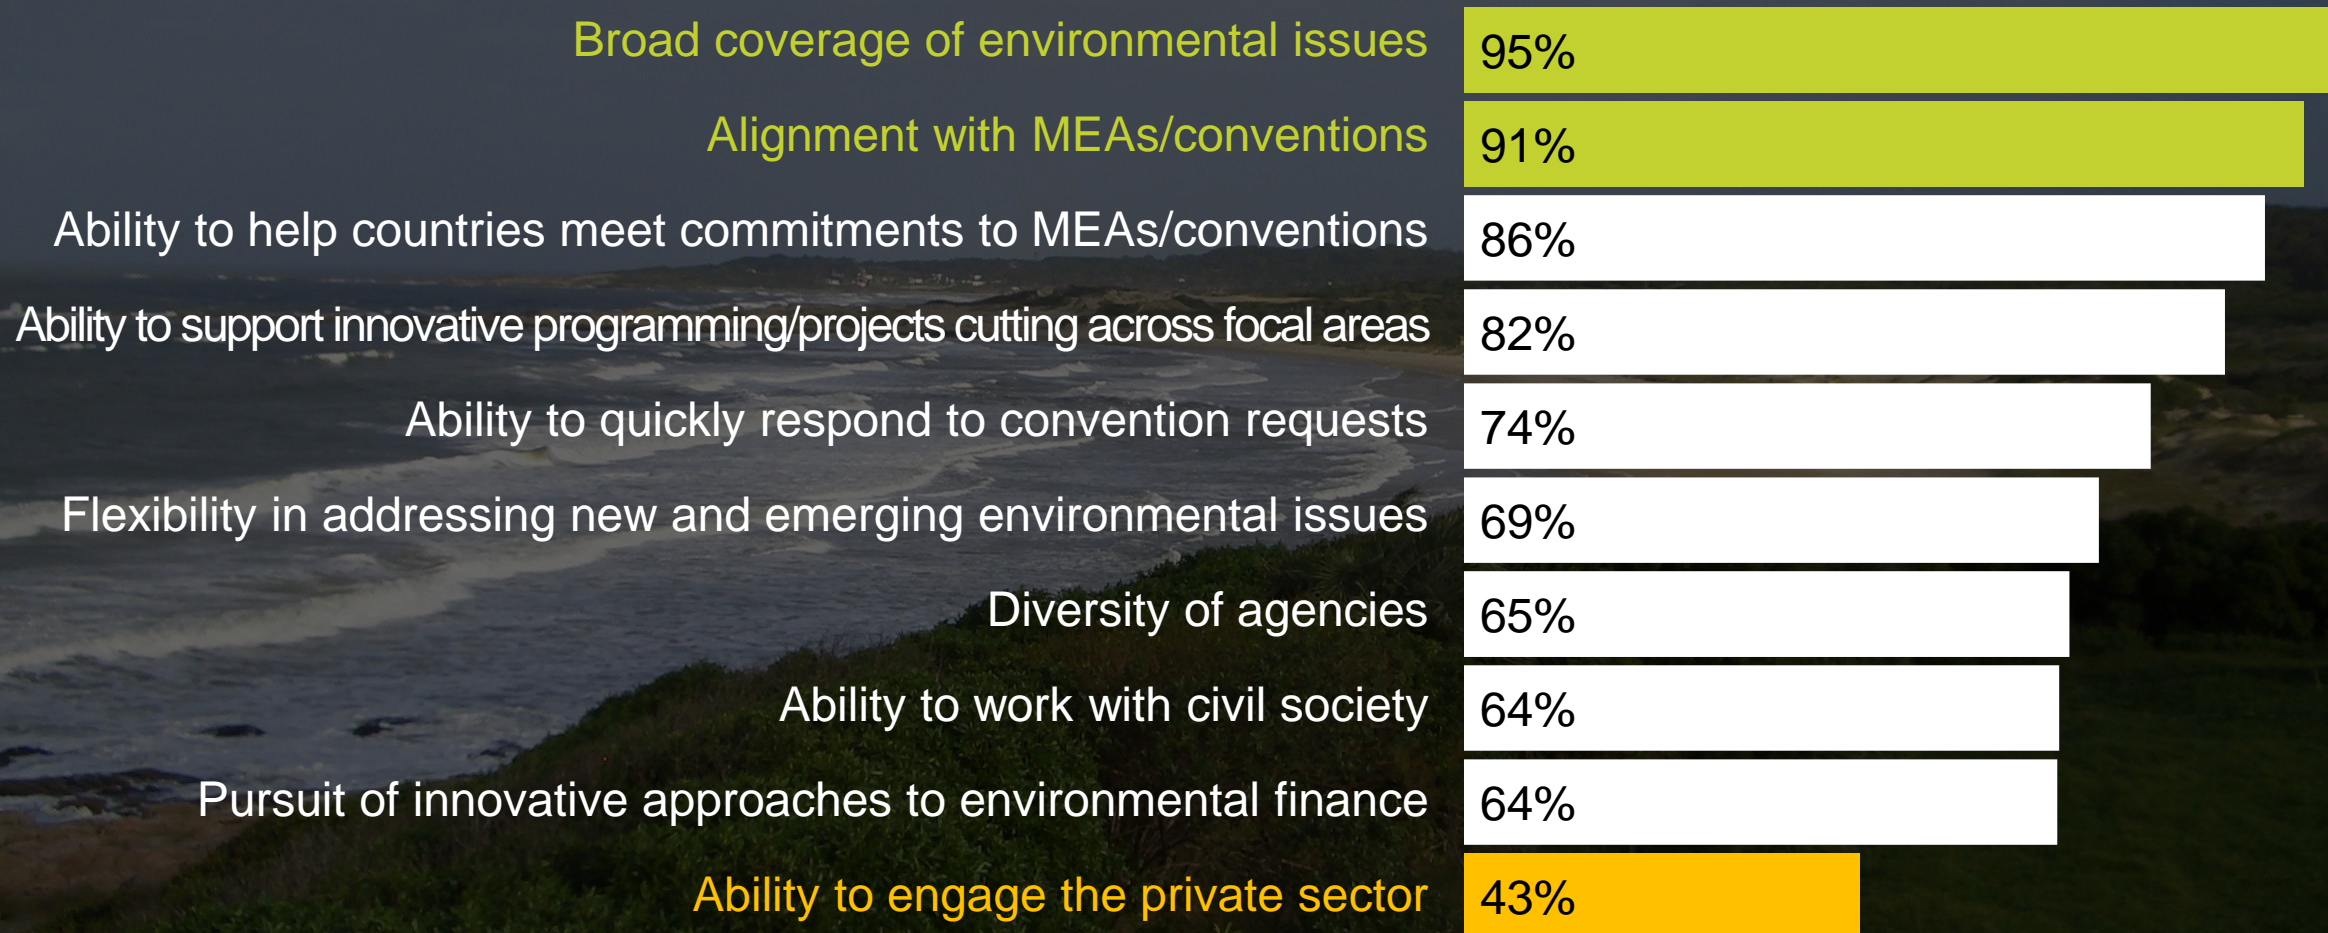 Broad coverage of environmental issues 95%
Alignment with MEAs/conventions 91%
Ability to help countries meet commitments to MEAs/conventions 86%
Ability to support innovative programming/projects cutting across focal areas 82%
Ability to quickly respond to convention requests 74%
Flexibility in addressing new and emerging environmental issues 69%
Diversity of agencies 65%
Ability to work with civil society 64%
Pursuit of innovative approaches to environmental finance 64%
Ability to engage the private sector 43%